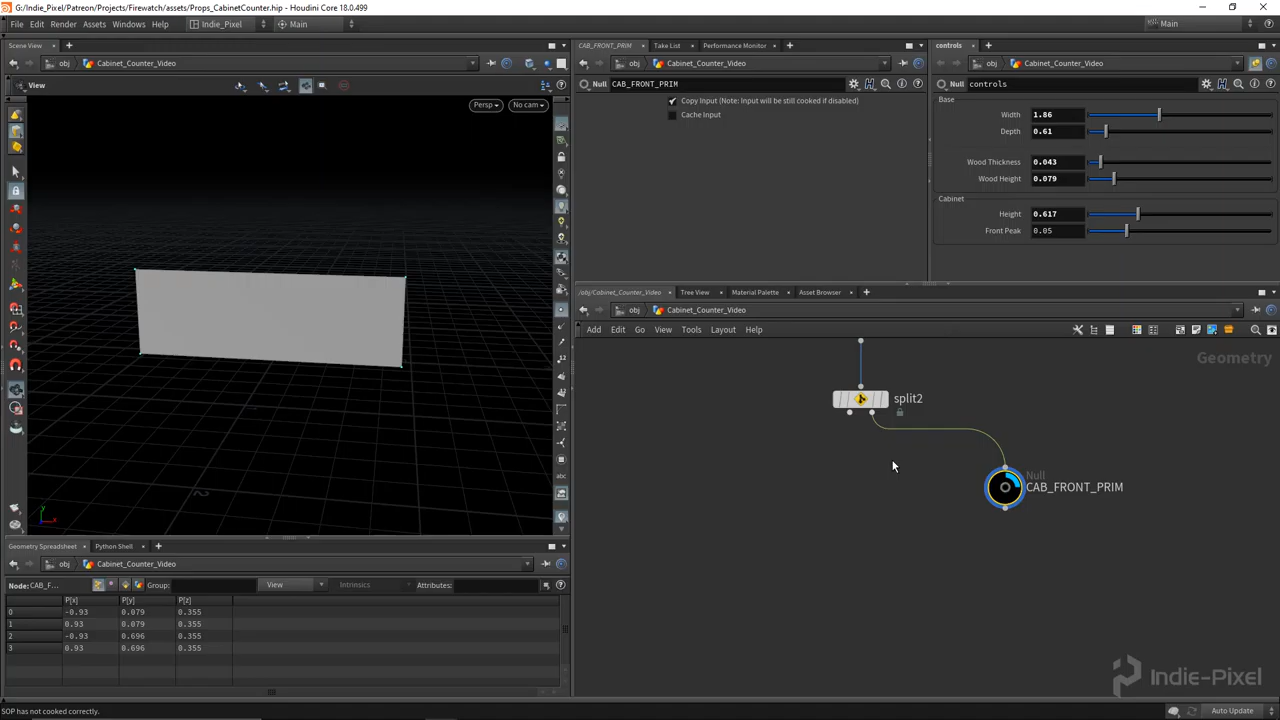 G:/Indie_Pixel/Patreon/Projects/Firewatch/assets/Props_CabinetCounter.hip - Houdini Core 18.0.499
File Edit Render Assets Windows Help Indie_Pixel Main Main
Scene View
obj Cabinet_Counter_Video
View
Persp No cam
CAB_FRONT_PRIM Take List Performance Monitor
obj Cabinet_Counter_Video
Null CAB_FRONT_PRIM
Copy Input (Note: Input will be still cooked if disabled)
Cache Input
controls
obj Cabinet_Counter_Video
Null controls
Base
Width 1.86
Depth 0.61
Wood Thickness 0.043
Wood Height 0.079
Cabinet
Height 0.617
Front Peak 0.05
/obj/Cabinet_Counter_Video Tree View Material Palette Asset Browser
obj Cabinet_Counter_Video
Add Edit Go View Tools Layout Help
Geometry
split2
Null
CAB_FRONT_PRIM
Indie-Pixel
Geometry Spreadsheet Python Shell
obj Cabinet_Counter_Video
Node: CAB_F... Group: View Intrinsics Attributes:
P[x] P[y] P[z]
0 -0.93 0.079 0.355
1 0.93 0.079 0.355
2 -0.93 0.696 0.355
3 0.93 0.696 0.355
SOP has not cooked correctly.
Auto Update